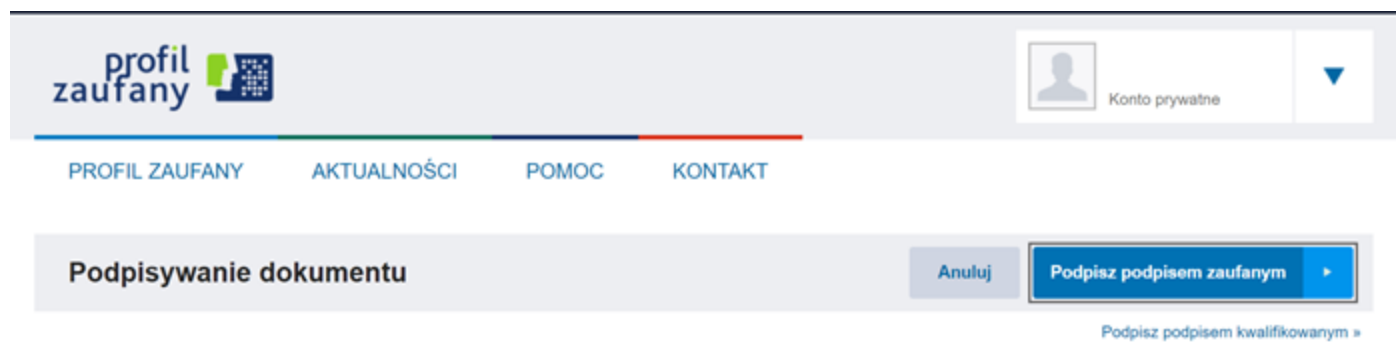 profil
zaufany
Konto prywatne
PROFIL ZAUFANY AKTUALNOŚCI POMOC KONTAKT
Podpisywanie dokumentu Anuluj Podpisz podpisem zaufanym
Podpisz podpisem kwalifikowanym »